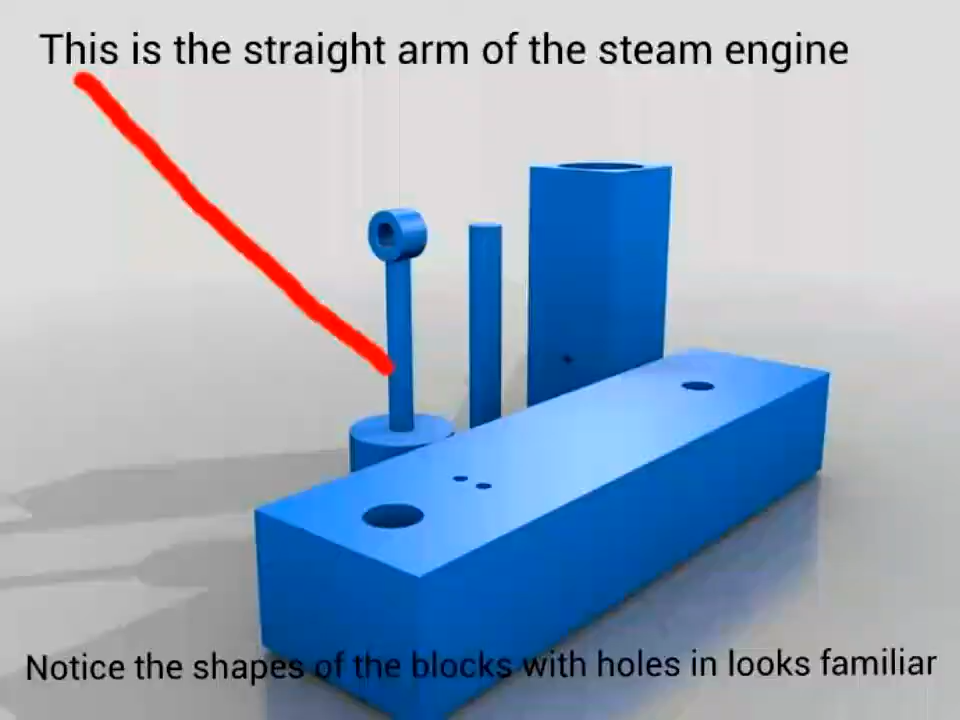 This is the straight arm of the steam engine
Notice the shapes of the blocks with holes in looks familiar